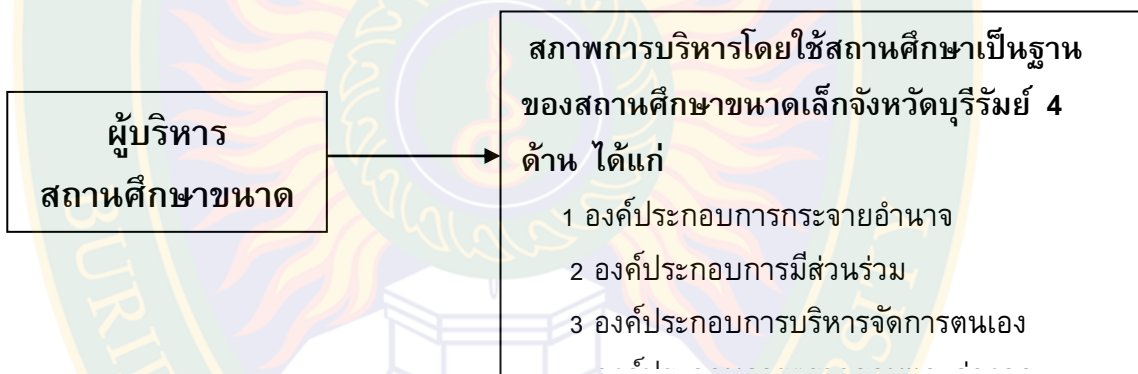 ผู้บริหาร
สถานศึกษาขนาด
สภาพการบริหารโดยใช้สถานศึกษาเป็นฐาน
ของสถานศึกษาขนาดเล็กจังหวัดบุรีรัมย์ 4
ด้าน ได้แก่
1 องค์ประกอบการกระจายอำนาจ
2 องค์ประกอบการมีส่วนร่วม
3 องค์ประกอบการบริหารจัดการตนเอง